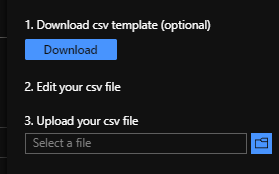 1. Download csv template (optional)
Download
2. Edit your csv file
3. Upload your csv file
Select a file